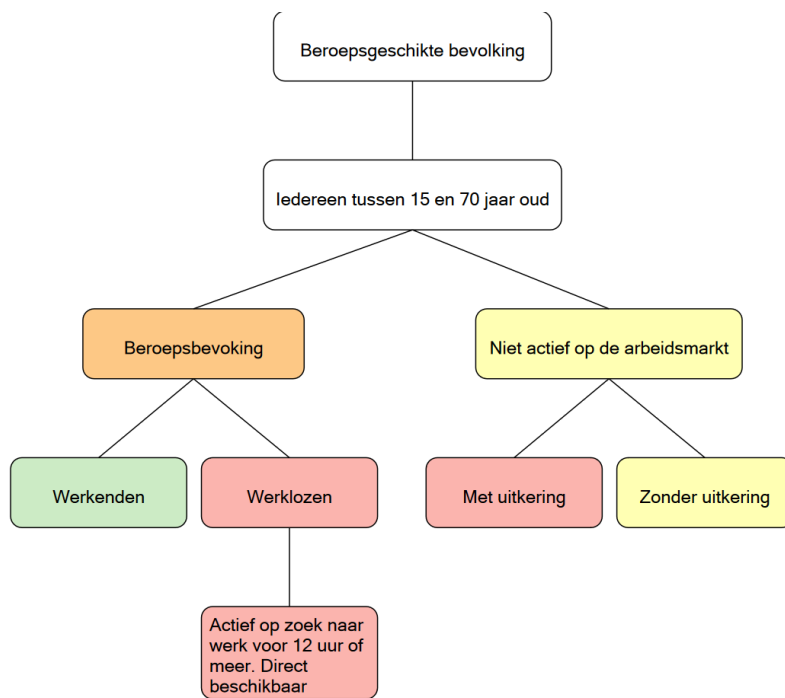 Beroepsgeschikte bevolking
Iedereen tussen 15 en 70 jaar oud
Beroepsbevoking
Niet actief op de arbeidsmarkt
Werkenden
Werklozen
Met uitkering
Zonder uitkering
Actief op zoek naar
werk voor 12 uur of
meer. Direct
beschikbaar